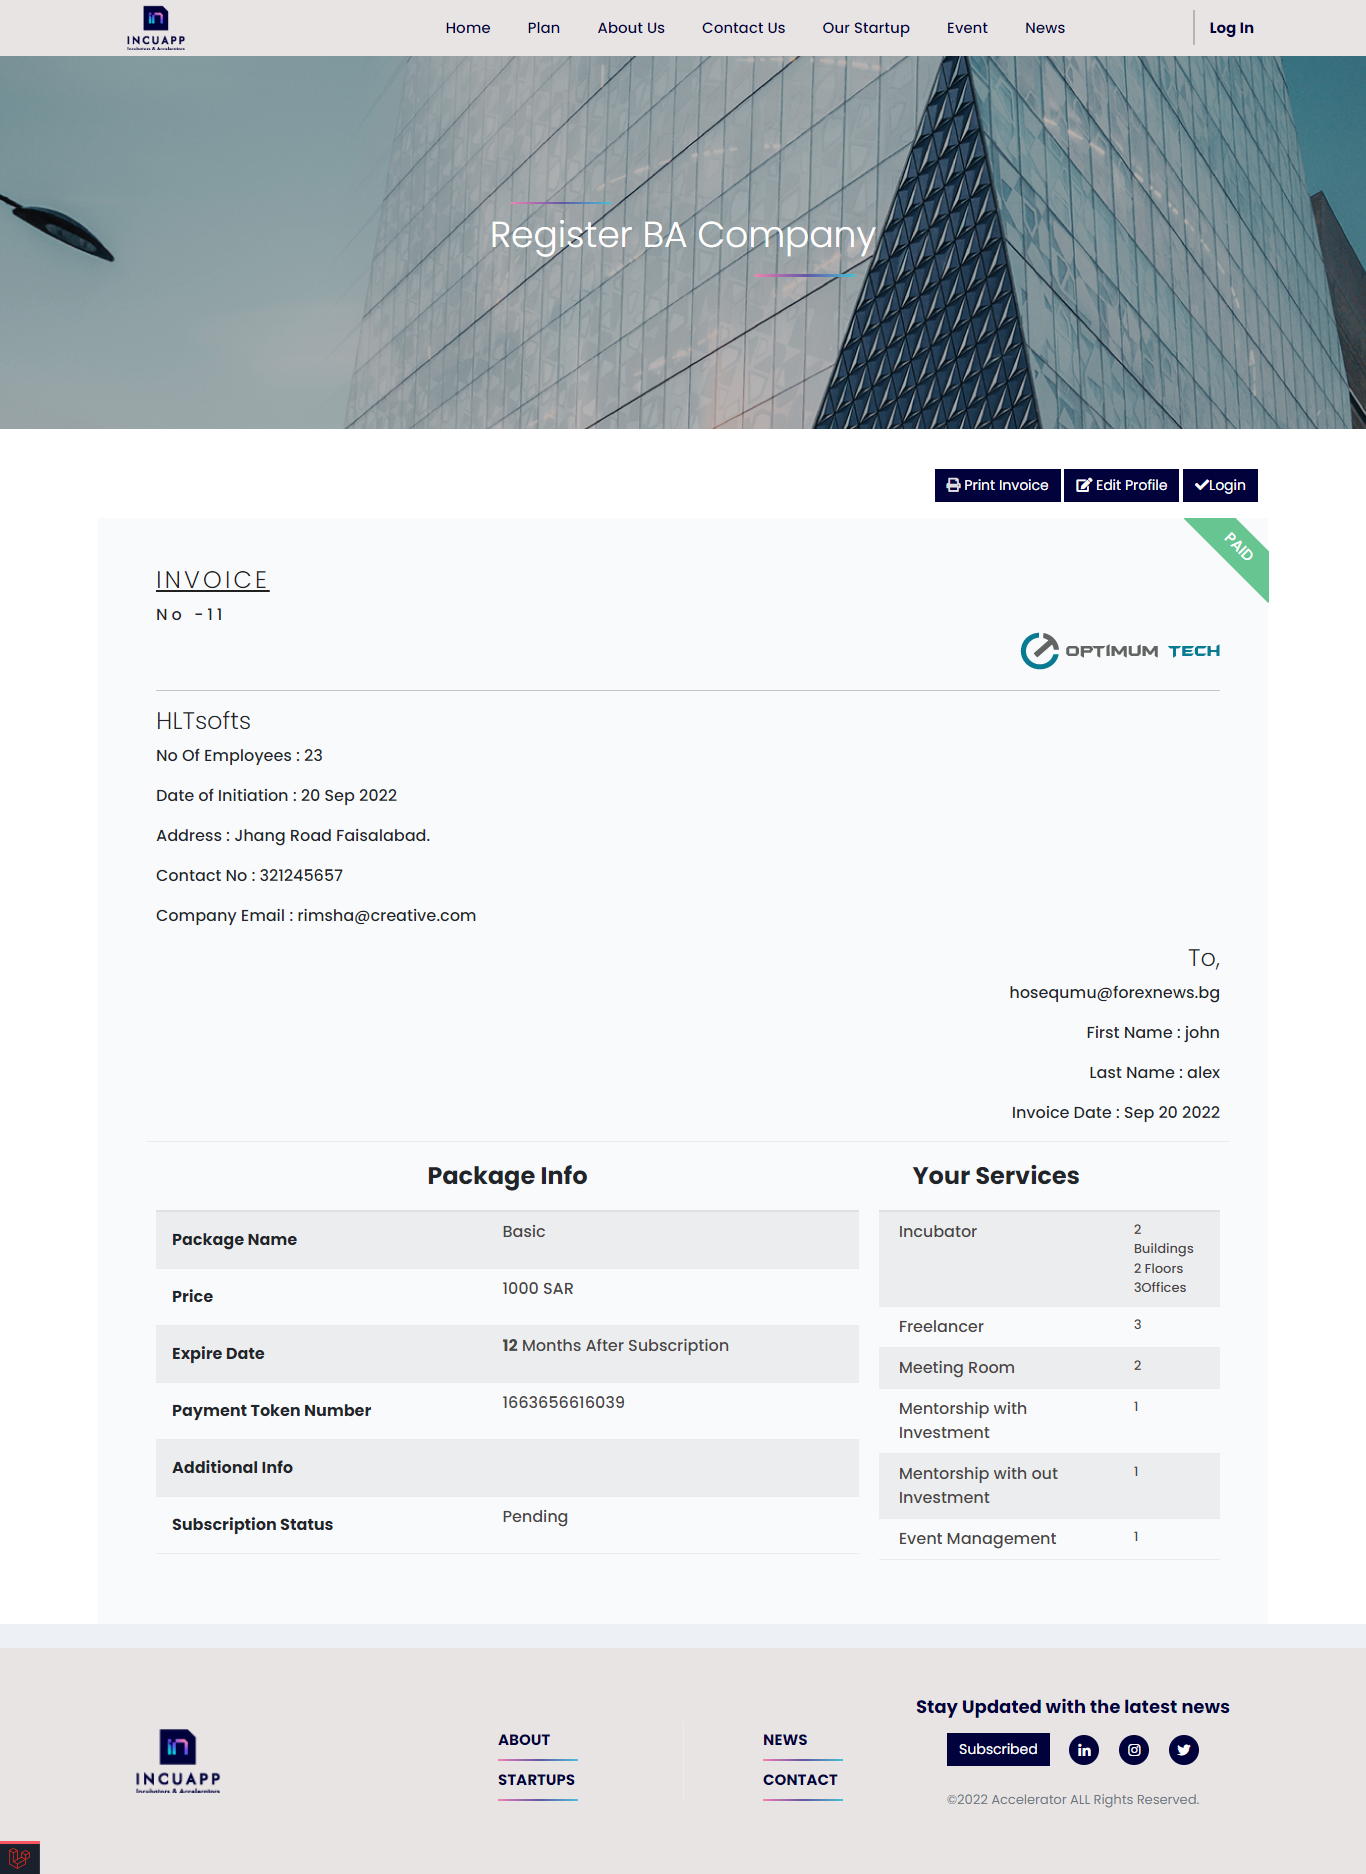 INCUAPP
Incubators & Accelerators
Home
Plan
About Us
Contact Us
Our Startup
Event
News
Log In
Register BA Company
Print Invoice
Edit Profile
Login
PAID
INVOICE
No -11
OPTIMUM TECH
HLTsofts
No Of Employees : 23
Date of Initiation : 20 Sep 2022
Address : Jhang Road Faisalabad.
Contact No : 321245657
Company Email : rimsha@creative.com
To,
hosequmu@forexnews.bg
First Name : john
Last Name : alex
Invoice Date : Sep 20 2022
Package Info
Package Name Basic
Price 1000 SAR
Expire Date 12 Months After Subscription
Payment Token Number 1663656616039
Additional Info
Subscription Status Pending
Your Services
Incubator 2
Buildings
2 Floors
3Offices
Freelancer 3
Meeting Room 2
Mentorship with 1
Investment
Mentorship with out 1
Investment
Event Management 1
INCUAPP
Incubators & Accelerators
ABOUT
STARTUPS
NEWS
CONTACT
Stay Updated with the latest news
Subscribed
©2022 Accelerator ALL Rights Reserved.